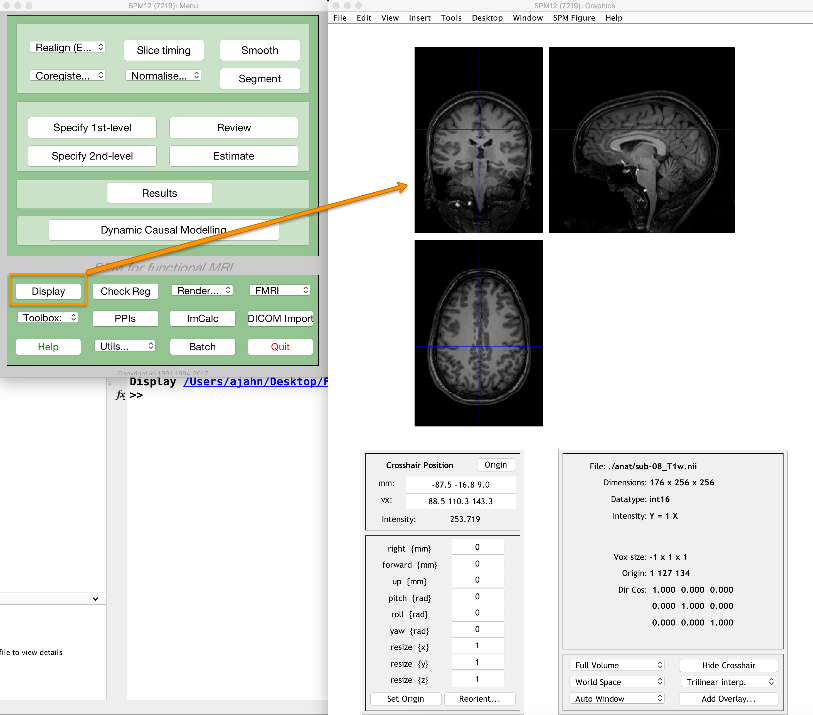 SPM12 (7219): Menu
Realign (E...
Slice timing
Smooth
Coregiste...
Normalise...
Segment
Specify 1st-level
Review
Specify 2nd-level
Estimate
Results
Dynamic Causal Modelling
SPM for functional MRI
Display
Check Reg
Render...
FMRI
Toolbox:
PPIs
ImCalc
DICOM Import
Help
Utils...
Batch
Quit
Copyright (c) 1991,1994-2017
Display /Users/ajahn/Desktop/F
fx >>
file to view details
SPM12 (7219): Graphics
File Edit View Insert Tools Desktop Window SPM Figure Help
Crosshair Position
Origin
mm: -87.5 -16.8 9.0
vx: 88.5 110.3 143.3
Intensity: 253.719
right {mm} 0
forward {mm} 0
up {mm} 0
pitch {rad} 0
roll {rad} 0
yaw {rad} 0
resize {x} 1
resize {y} 1
resize {z} 1
Set Origin
Reorient...
File: ./anat/sub-08_T1w.nii
Dimensions: 176 x 256 x 256
Datatype: int16
Intensity: Y = 1 X
Vox size: -1 x 1 x 1
Origin: 1 127 134
Dir Cos: 1.000 0.000 0.000
0.000 1.000 0.000
0.000 0.000 1.000
Full Volume
Hide Crosshair
World Space
Trilinear interp.
Auto Window
Add Overlay...